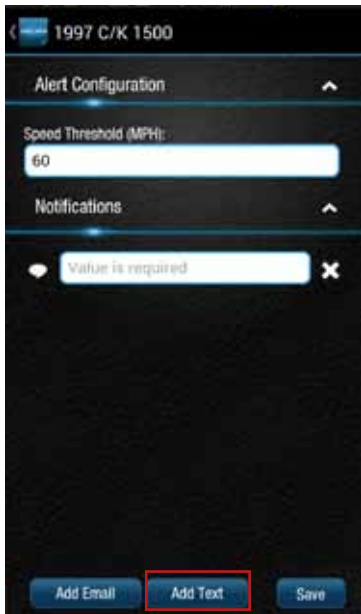 1997 C/K 1500
Alert Configuration
Speed Threshold (MPH):
60
Notifications
Value is required
Add Email Add Text Save